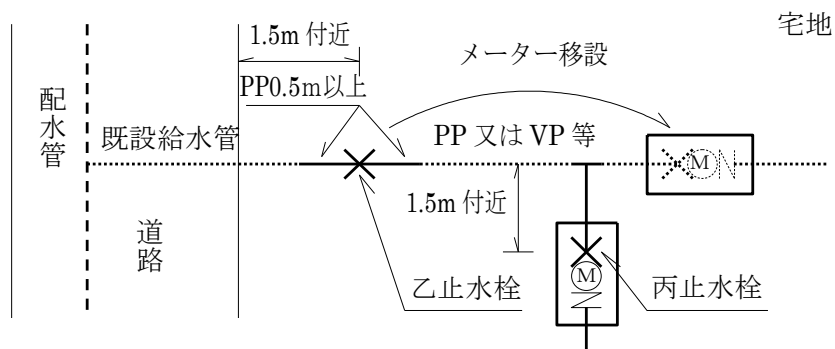 宅地
1.5m 付近
メーター移設
PP0.5m以上
配水管
既設給水管
PP 又は VP 等
M
1.5m 付近
道路
M
乙止水栓
丙止水栓